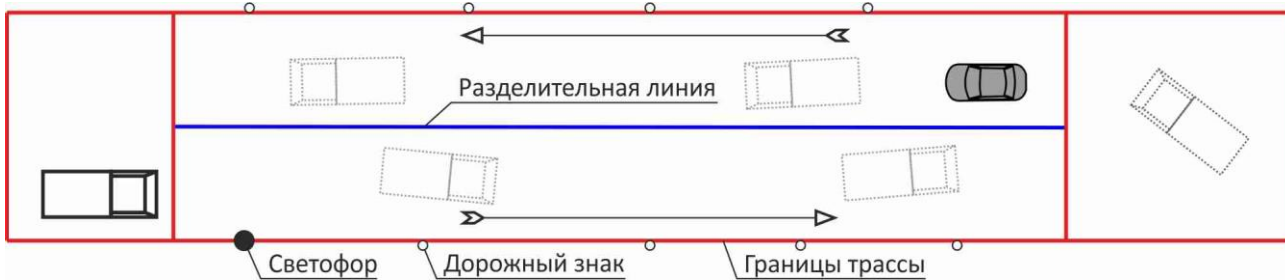 Разделительная линия
Светофор
Дорожный знак
Границы трассы